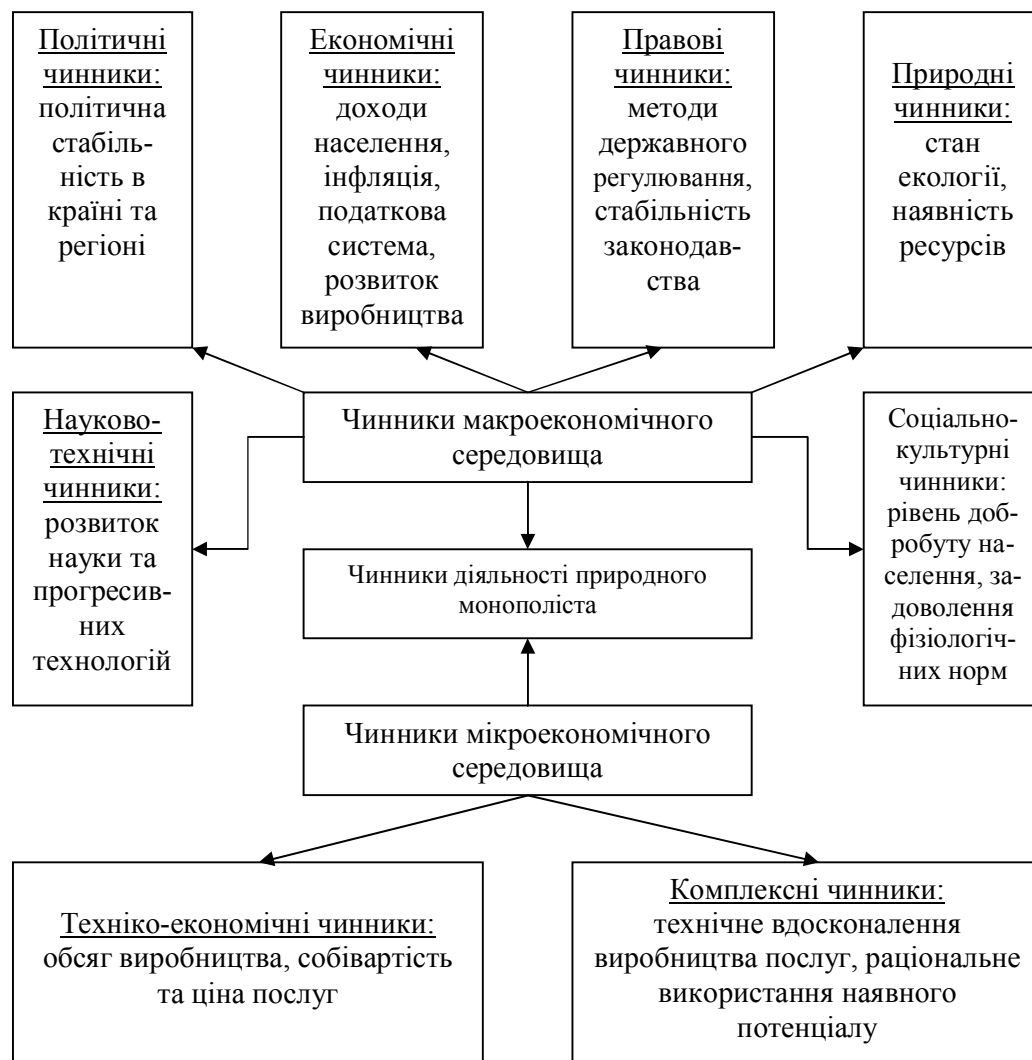 Політичні
чинники:
політична
стабіль-
ність в
країні та
регіоні
Економічні
чинники:
доходи
населення,
інфляція,
податкова
система,
розвиток
виробництва
Правові
чинники:
методи
державного
регулювання,
стабільність
законодав-
ства
Природні
чинники:
стан
екології,
наявність
ресурсів
Науково-
технічні
чинники:
розвиток
науки та
прогресив-
них
технологій
Чинники макроекономічного
середовища
Соціально-
культурні
чинники:
рівень доб-
робуту на-
селення, за-
доволення
фізіологіч-
них норм
Чинники діяльності природного
монополіста
Чинники мікроекономічного
середовища
Техніко-економічні чинники:
обсяг виробництва, собівартість
та ціна послуг
Комплексні чинники:
технічне вдосконалення
виробництва послуг, раціональне
використання наявного
потенціалу